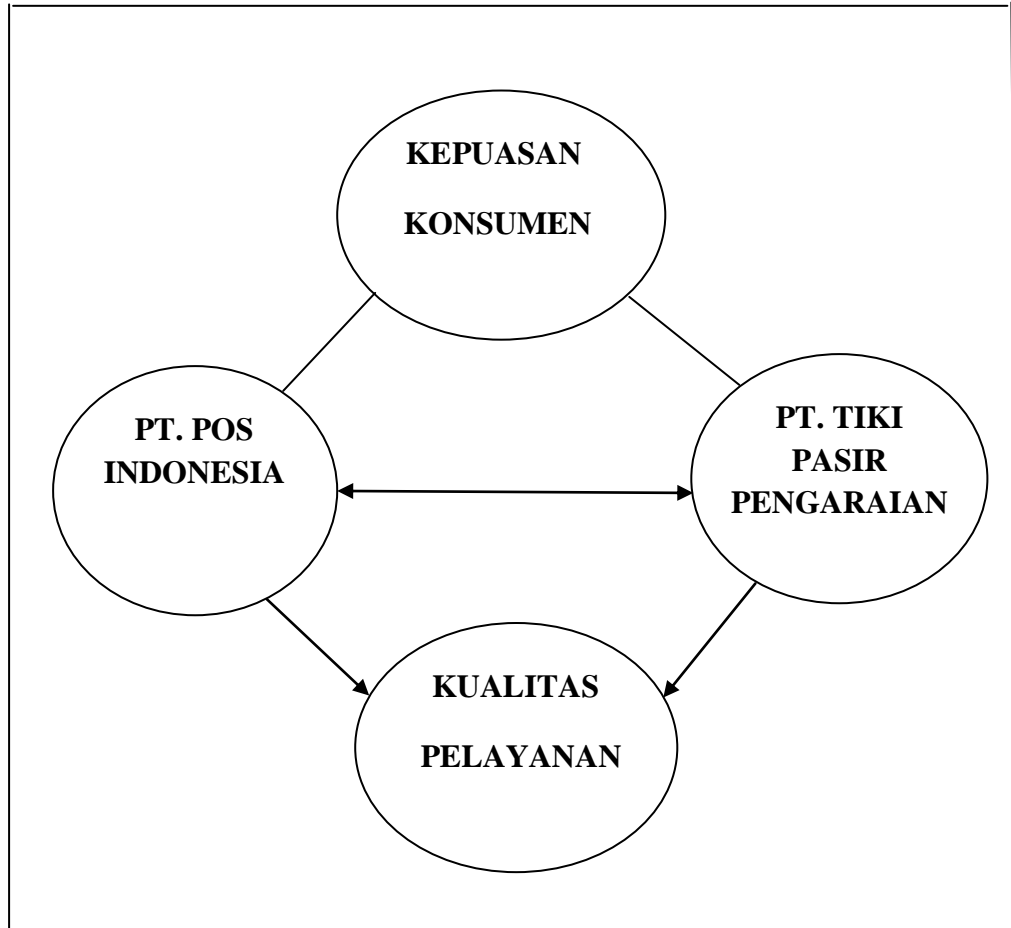 KEPUASAN
KONSUMEN
PT. POS
INDONESIA
PT. TIKI
PASIR
PENGARAIAN
KUALITAS
PELAYANAN